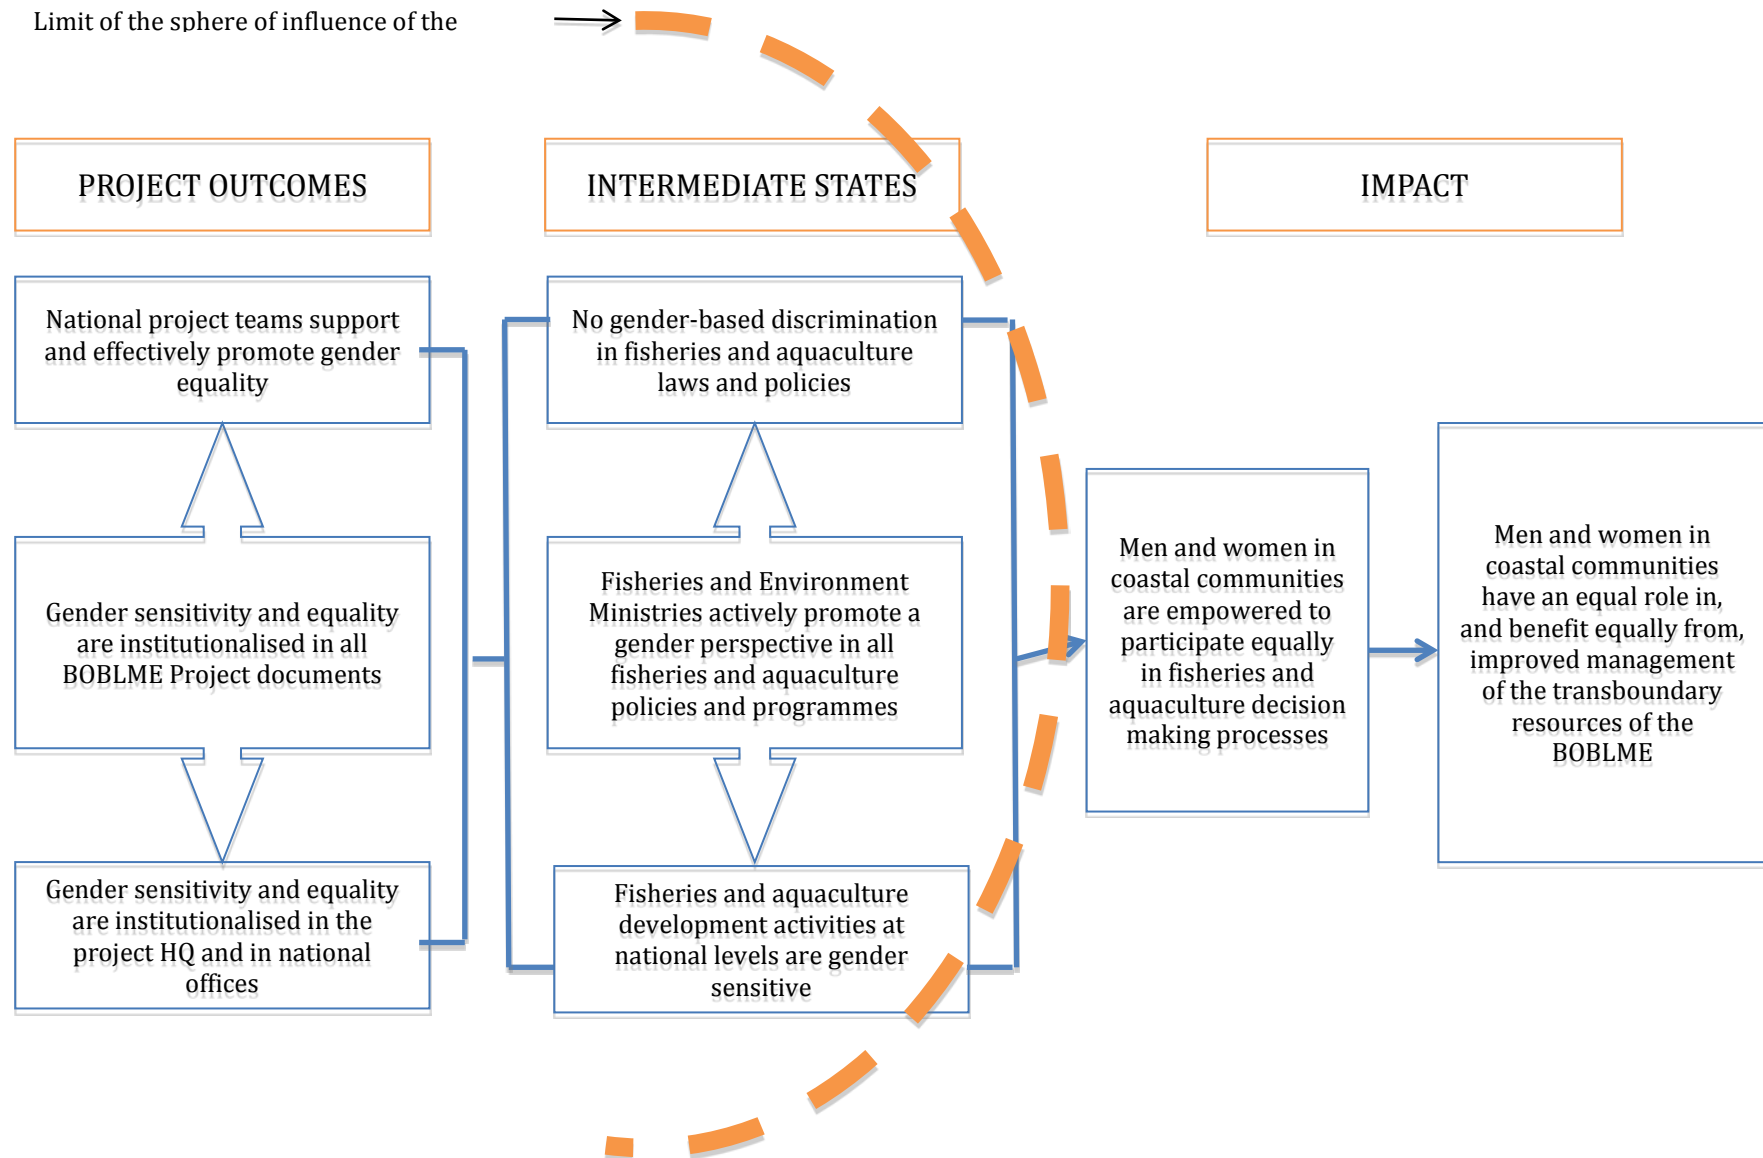 Limit of the sphere of influence of the
PROJECT OUTCOMES
INTERMEDIATE STATES
IMPACT
National project teams support
and effectively promote gender
equality
Gender sensitivity and equality
are institutionalised in all
BOBLME Project documents
Gender sensitivity and equality
are institutionalised in the
project HQ and in national
offices
No gender-based discrimination
in fisheries and aquaculture
laws and policies
Fisheries and Environment
Ministries actively promote a
gender perspective in all
fisheries and aquaculture
policies and programmes
Fisheries and aquaculture
development activities at
national levels are gender
sensitive
Men and women in
coastal communities
are empowered to
participate equally
in fisheries and
aquaculture decision
making processes
Men and women in
coastal communities
have an equal role in,
and benefit equally from,
improved management
of the transboundary
resources of the
BOBLME